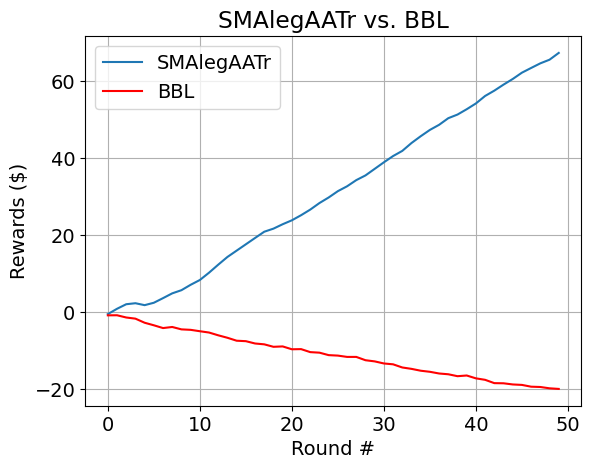 SMAlegAATr vs. BBL
SMAlegAATr
BBL
Rewards ($)
60
40
20
0
−20
0 10 20 30 40 50
Round #